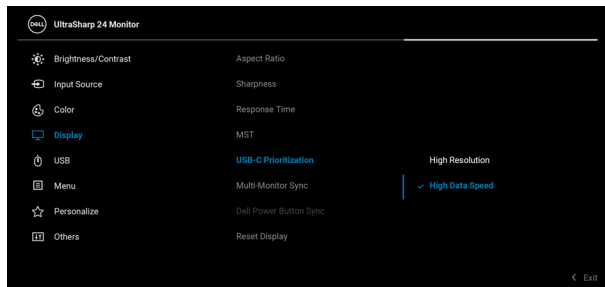 DELL UltraSharp 24 Monitor
Brightness/Contrast
Aspect Ratio
Input Source
Sharpness
Color
Response Time
Display
MST
USB
USB-C Prioritization
High Resolution
Menu
Multi-Monitor Sync
High Data Speed
Personalize
Dell Power Button Sync
Others
Reset Display
Exit